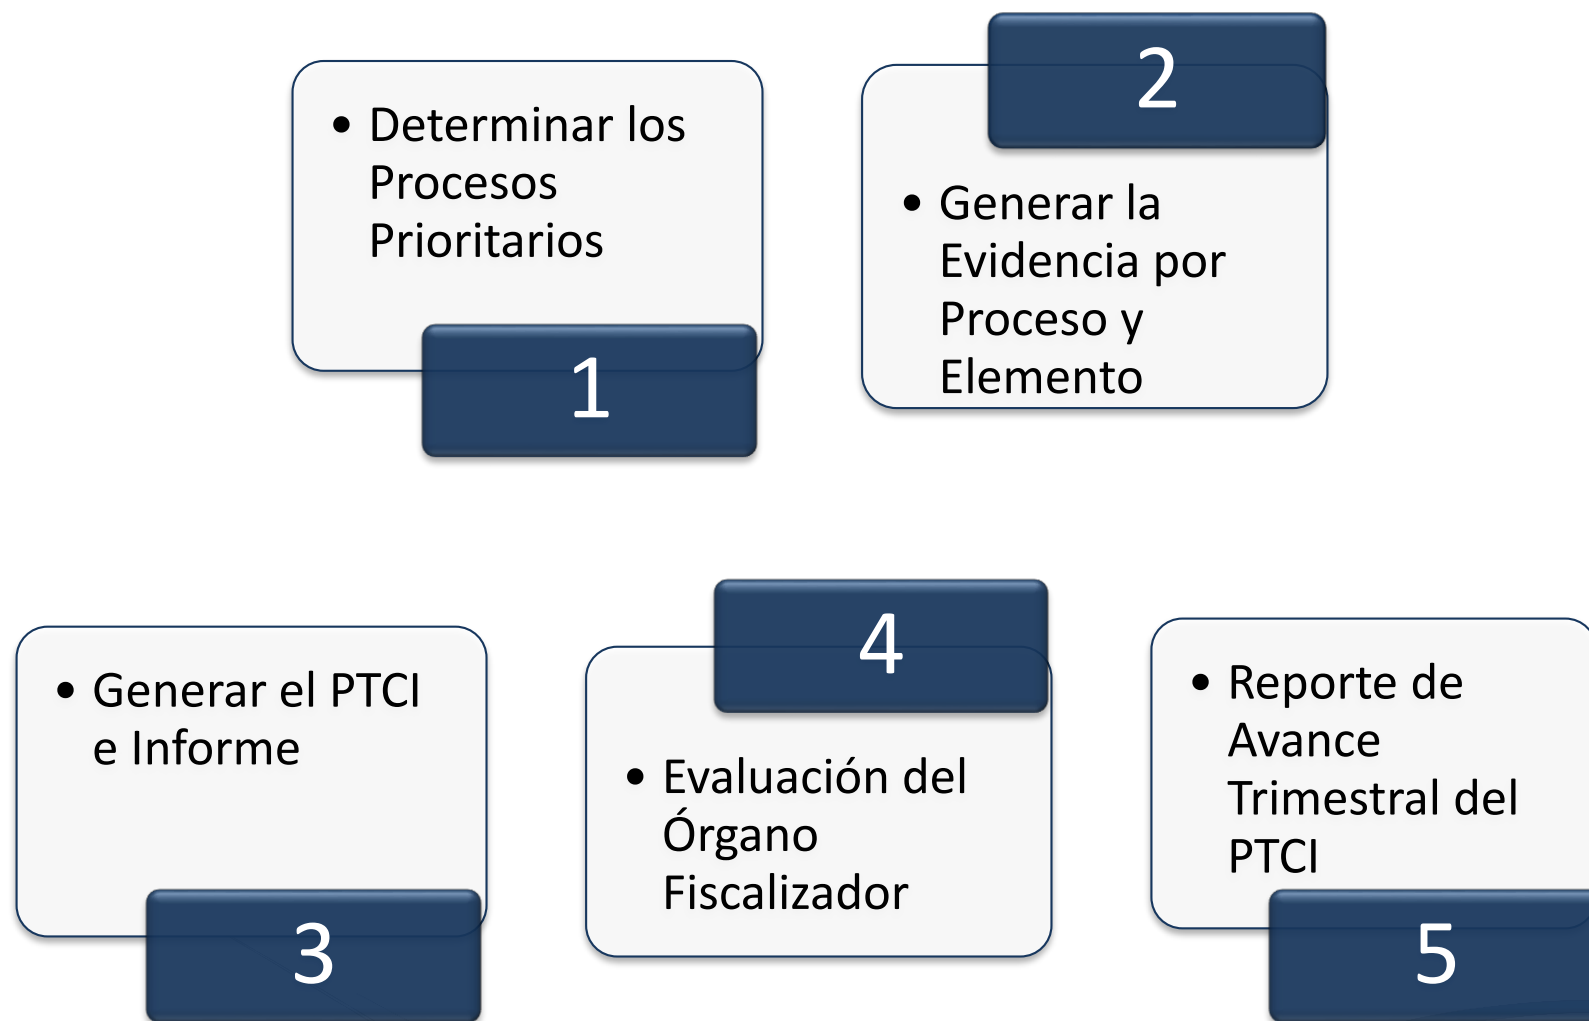 • Determinar los
Procesos
Prioritarios
1
2
• Generar la
Evidencia por
Proceso y
Elemento
• Generar el PTCI
e Informe
3
4
• Evaluación del
Órgano
Fiscalizador
• Reporte de
Avance
Trimestral del
PTCI
5